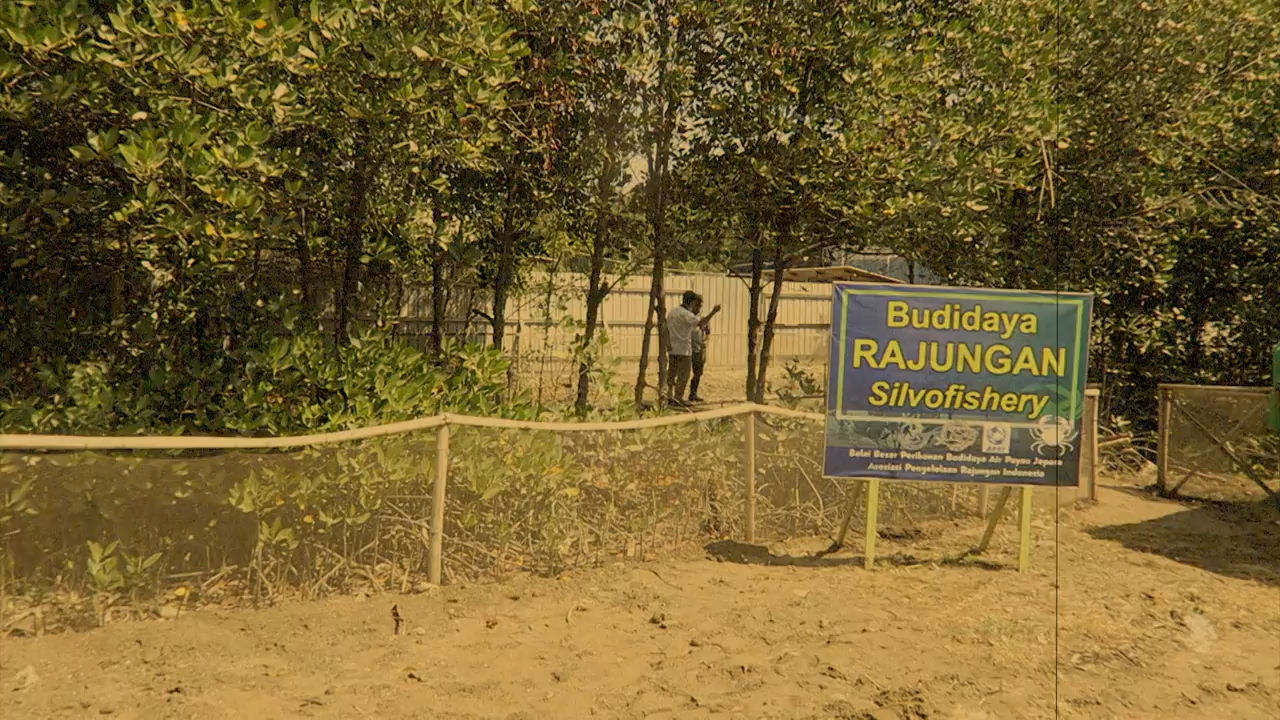 Budidaya
RAJUNGAN
Silvofishery
Balai Besar Perikanan Budidaya Air Payau Jepara
Asosiasi Pengelolaan Rajungan Indonesia